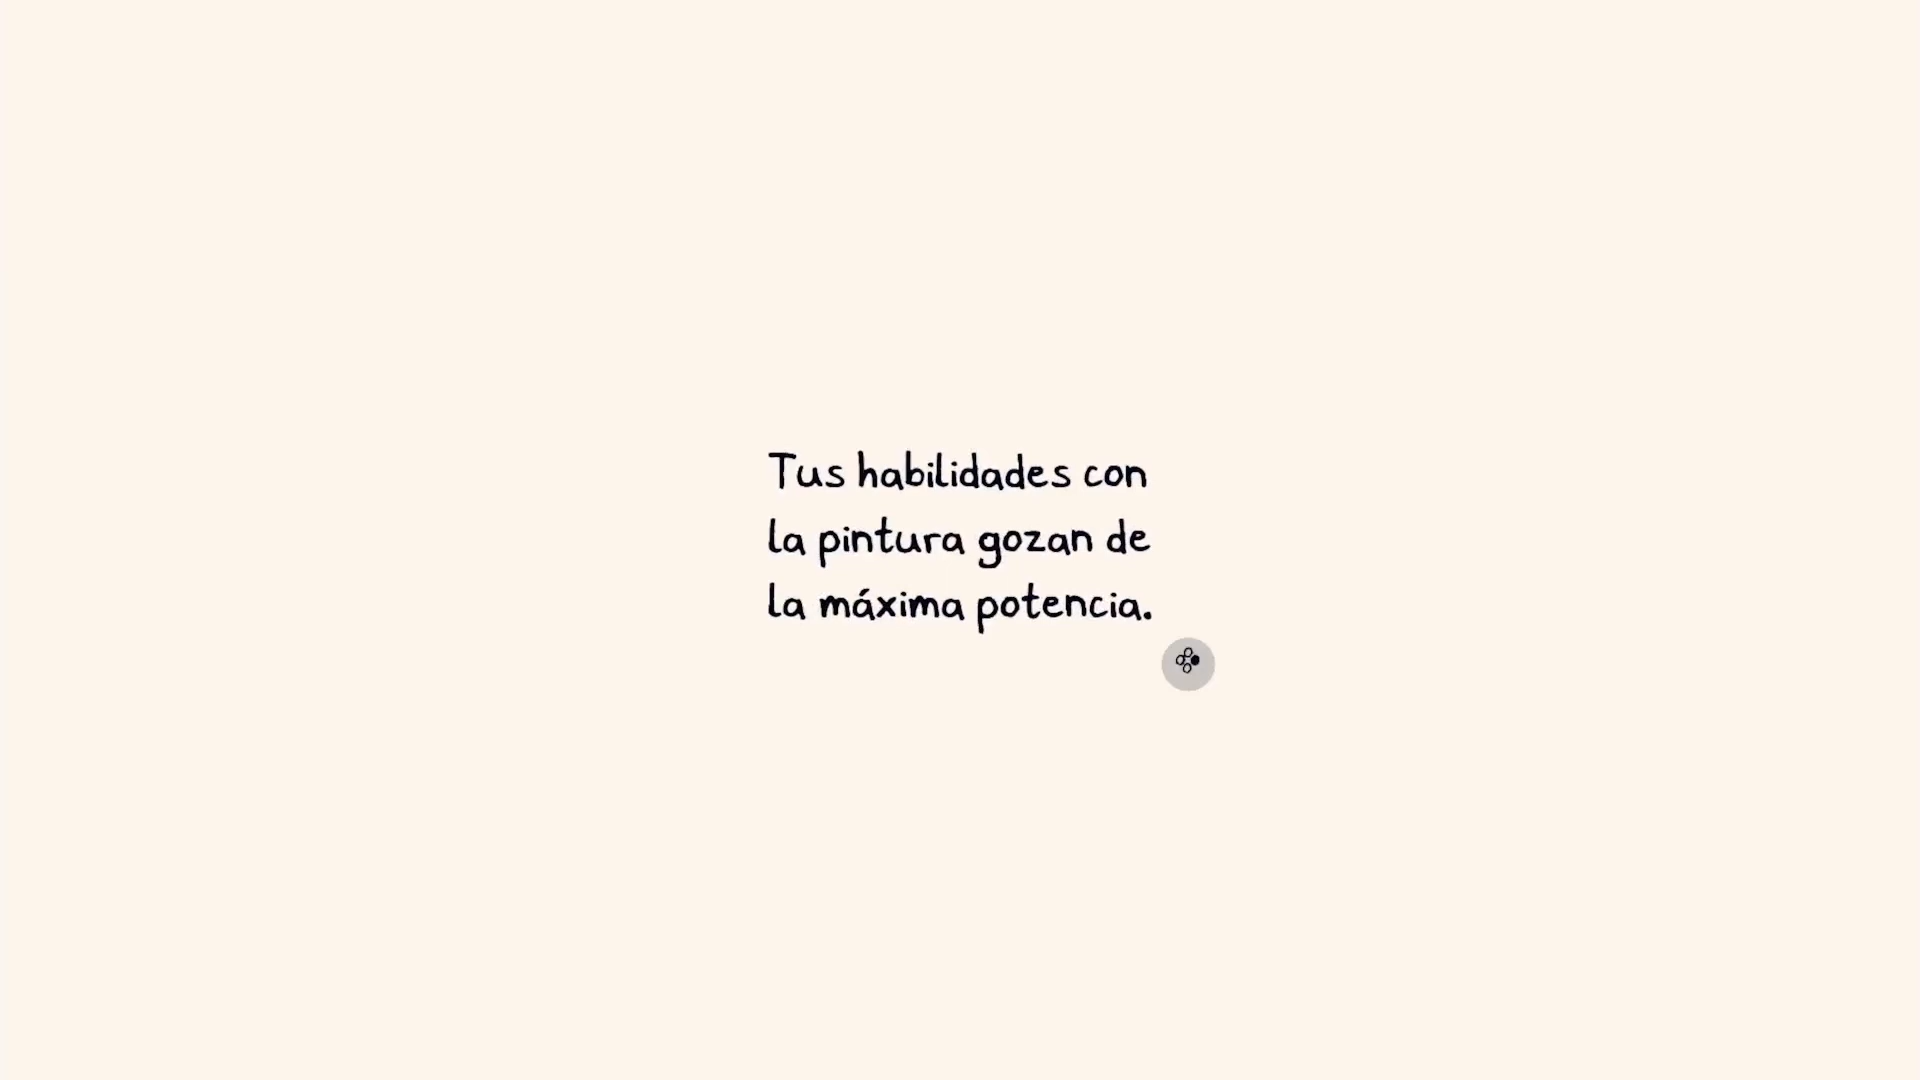 Tus habilidades con
la pintura gozan de
la máxima potencia.